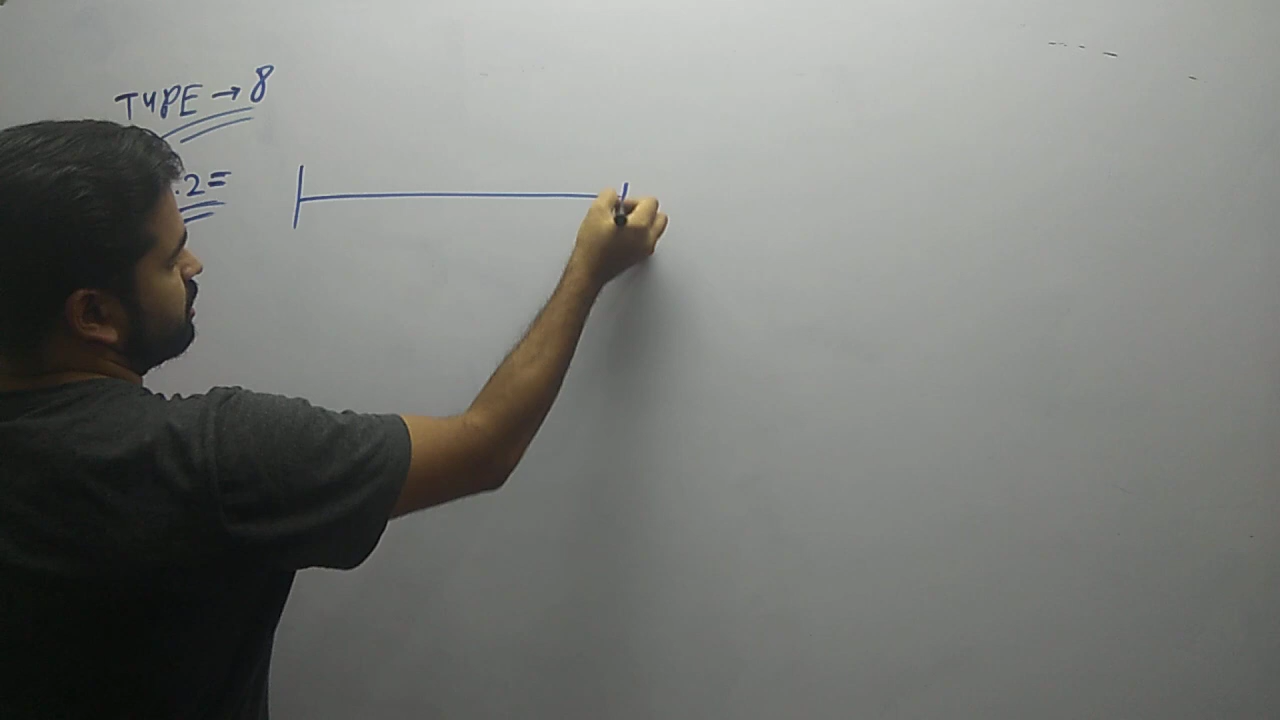 TYPE → 8
.2=